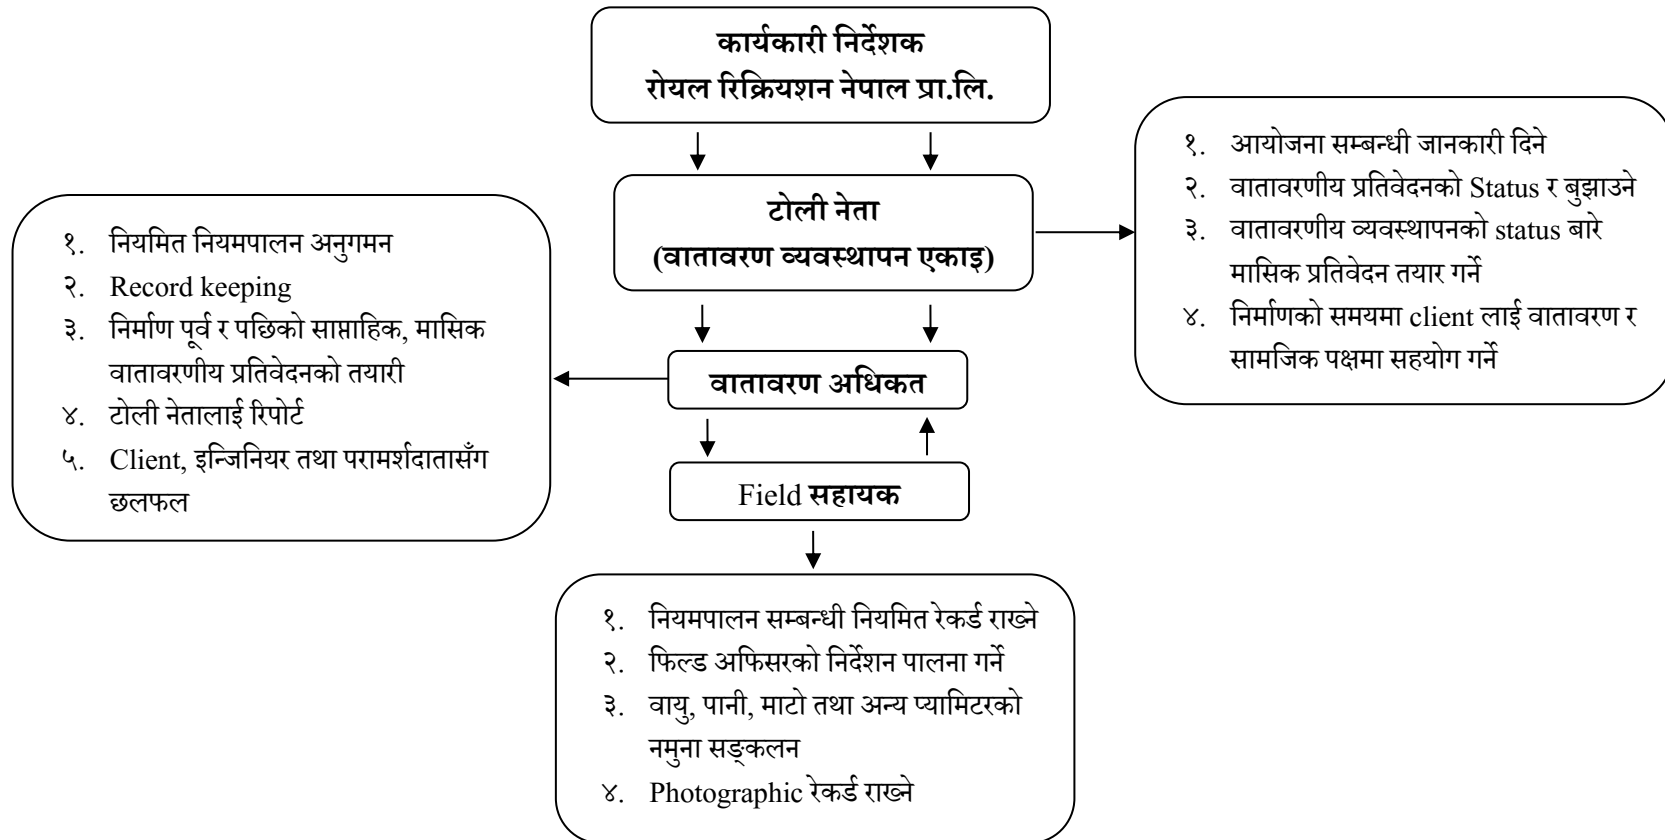 कार्यकारी निर्देशक
रोयल रिक्रियशन नेपाल प्रा.लि.
टोली नेता
(वातावरण व्यवस्थापन एकाइ)
१. आयोजना सम्बन्धी जानकारी दिने
२. वातावरणीय प्रतिवेदनको Status र बुझाउने
३. वातावरणीय व्यवस्थापनको status बारे
मासिक प्रतिवेदन तयार गर्ने
४. निर्माणको समयमा client लाई वातावरण र
सामजिक पक्षमा सहयोग गर्ने
१. नियमित नियमपालन अनुगमन
२. Record keeping
३. निर्माण पूर्व र पछिको साप्ताहिक, मासिक
वातावरणीय प्रतिवेदनको तयारी
४. टोली नेतालाई रिपोर्ट
५. Client, इन्जिनियर तथा परामर्शदातासँग
छलफल
वातावरण अधिकत
Field सहायक
१. नियमपालन सम्बन्धी नियमित रेकर्ड राख्ने
२. फिल्ड अफिसरको निर्देशन पालना गर्ने
३. वायु, पानी, माटो तथा अन्य प्यामिटरको
नमुना सङ्कलन
४. Photographic रेकर्ड राख्ने